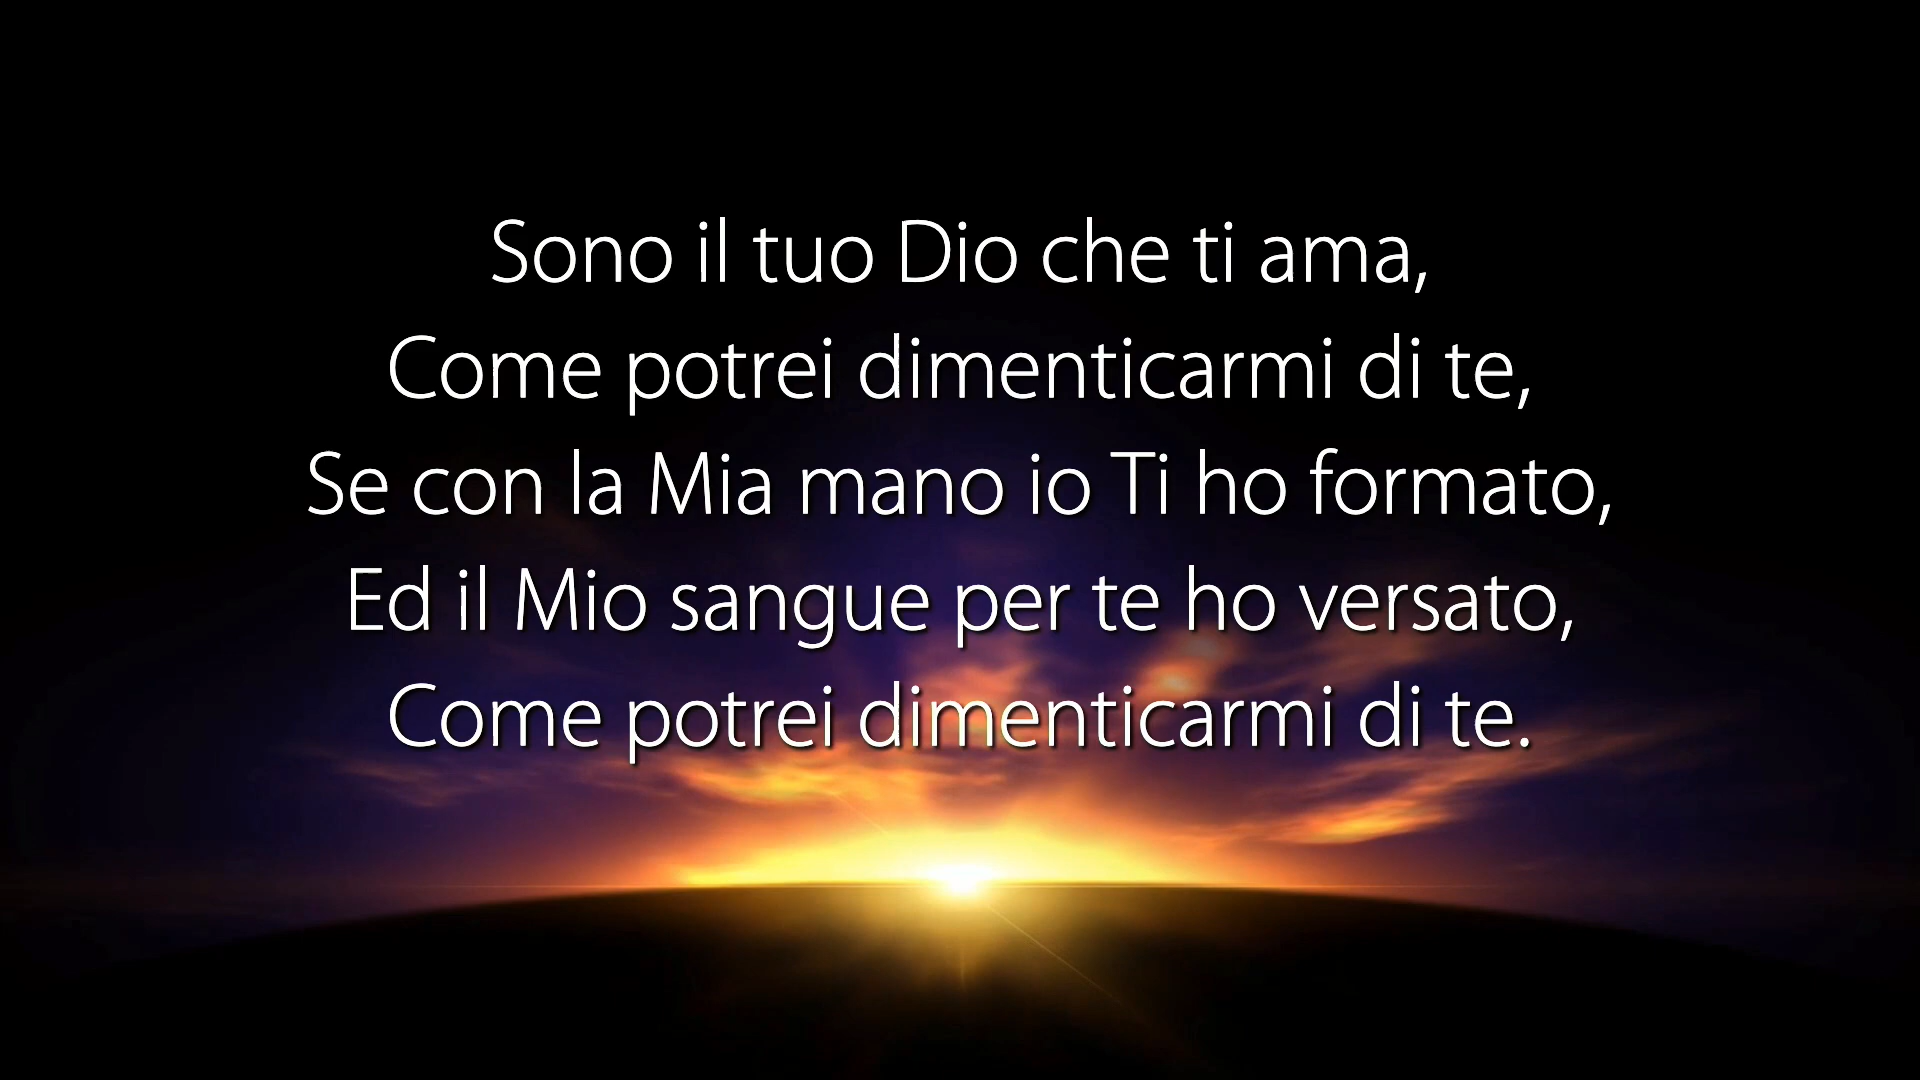 Sono il tuo Dio che ti ama,
Come potrei dimenticarmi di te,
Se con la Mia mano io Ti ho formato,
Ed il Mio sangue per te ho versato,
Come potrei dimenticarmi di te.